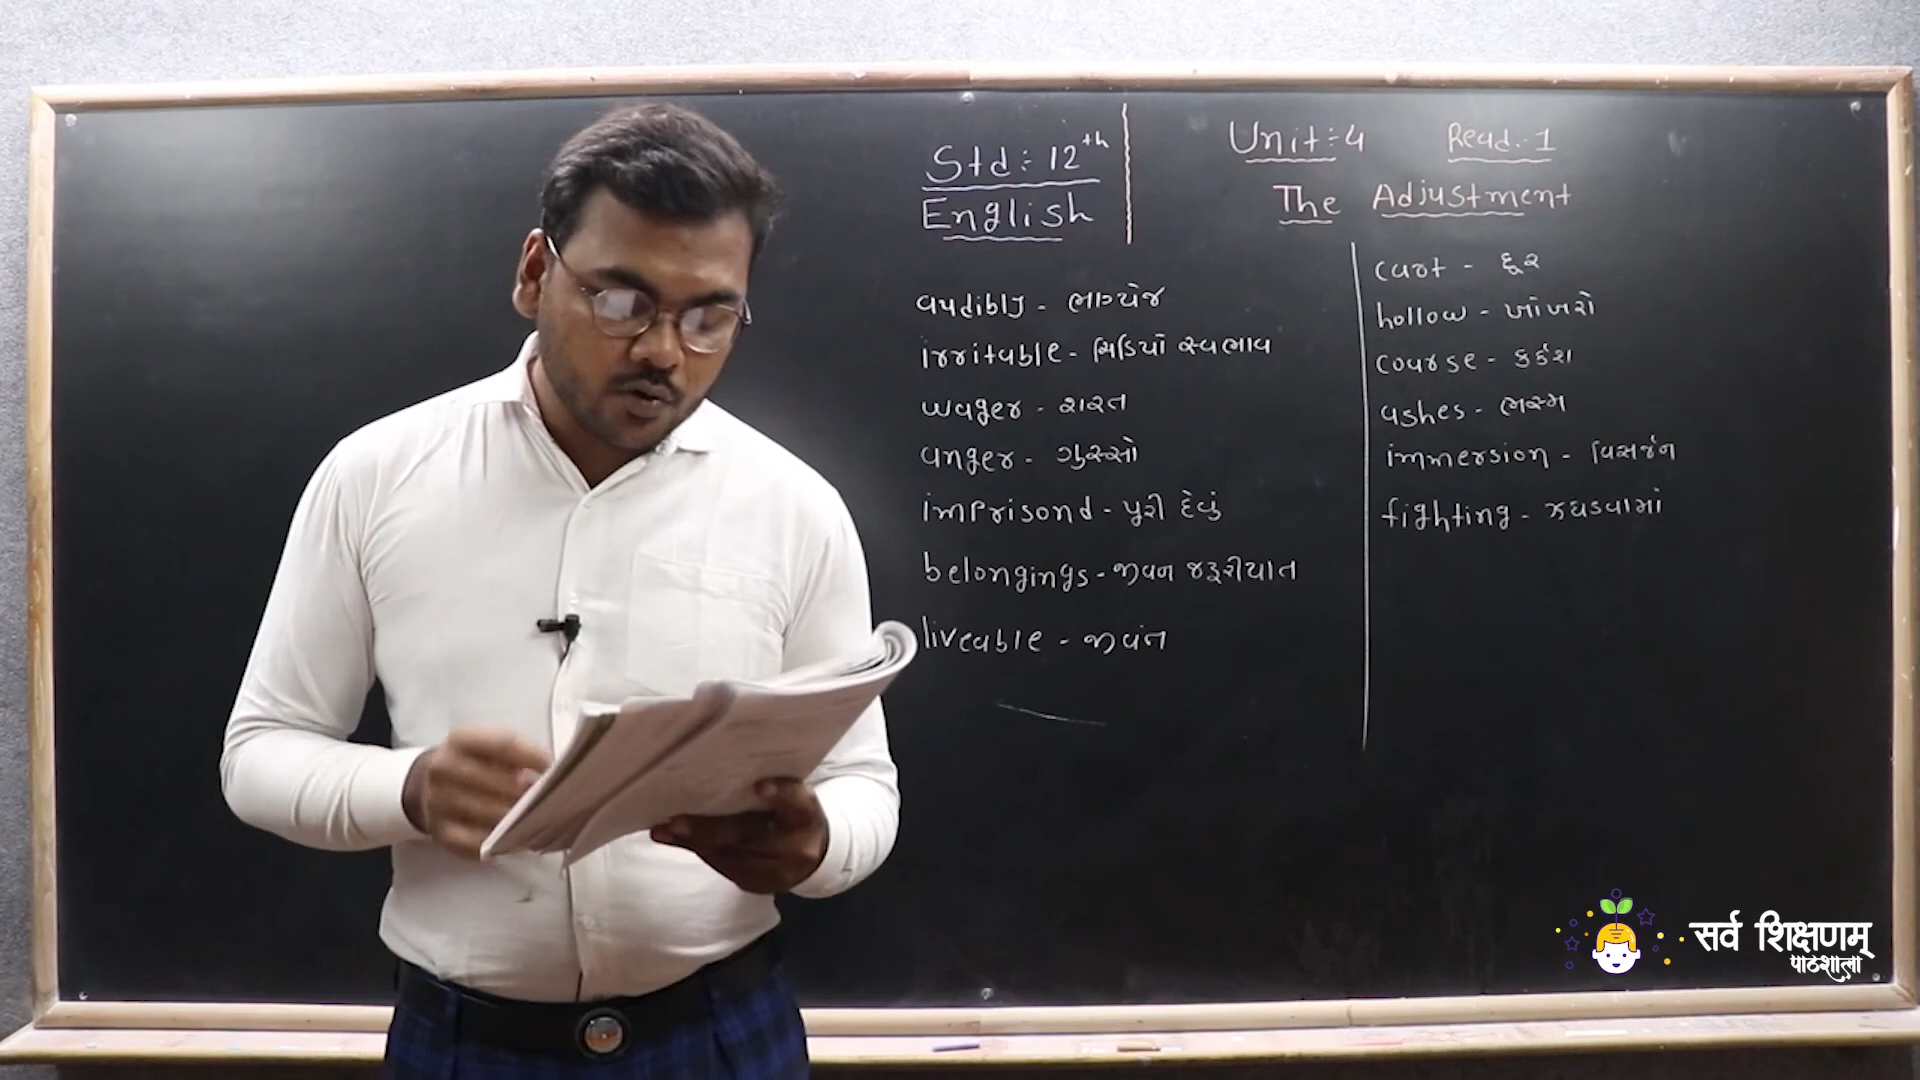 Std:- 12th
English
Unit:-4 Read.-1
The Adjustment
audibly - ભાગ્યેજ
irritable - ચિડિયો સ્વભાવ
wager - શરત
anger - ગુસ્સો
imprisond - પૂરી દેવું
belongings - જીવન જરૂરીયાત
liveable - જીવંત
curt - દૂર
hollow - ખોખરો
course - કર્કશ
ashes - ભસ્મ
immersion - વિસર્જન
fighting - ઝઘડવામાં
सर्व शिक्षणम्
पाठशाला